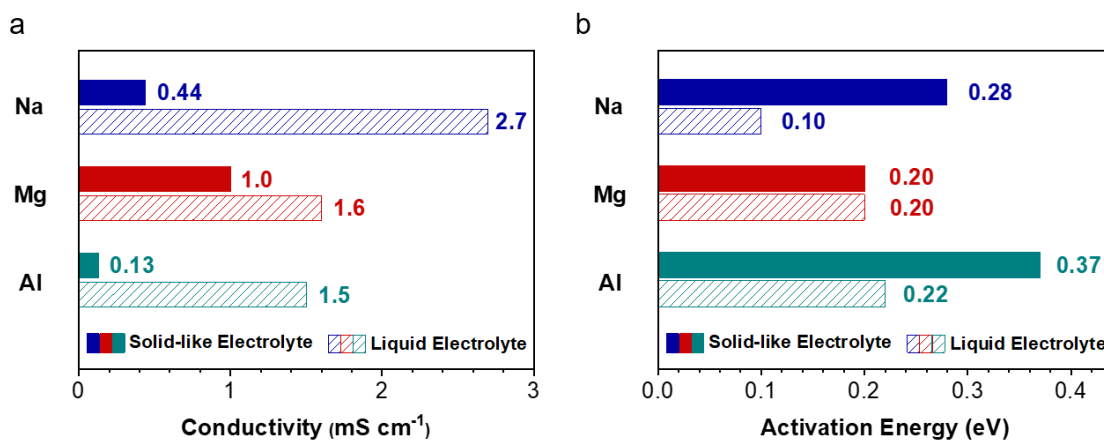 a
Na
0.44
2.7
Mg
1.0
1.6
Al
0.13
1.5
Solid-like Electrolyte
Liquid Electrolyte
0
1
2
3
Conductivity (mS cm⁻¹)
b
Na
0.28
0.10
Mg
0.20
0.20
Al
0.37
0.22
Solid-like Electrolyte
Liquid Electrolyte
0.0
0.1
0.2
0.3
0.4
Activation Energy (eV)